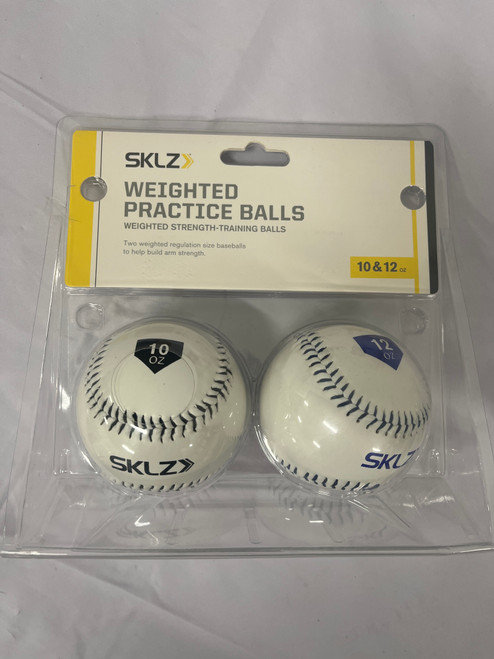 SKLZ
WEIGHTED
PRACTICE BALLS
WEIGHTED STRENGTH-TRAINING BALLS
Two weighted regulation size baseballs
to help build arm strength.
10 & 12 oz
10
OZ
SKLZ
12
OZ
SKLZ